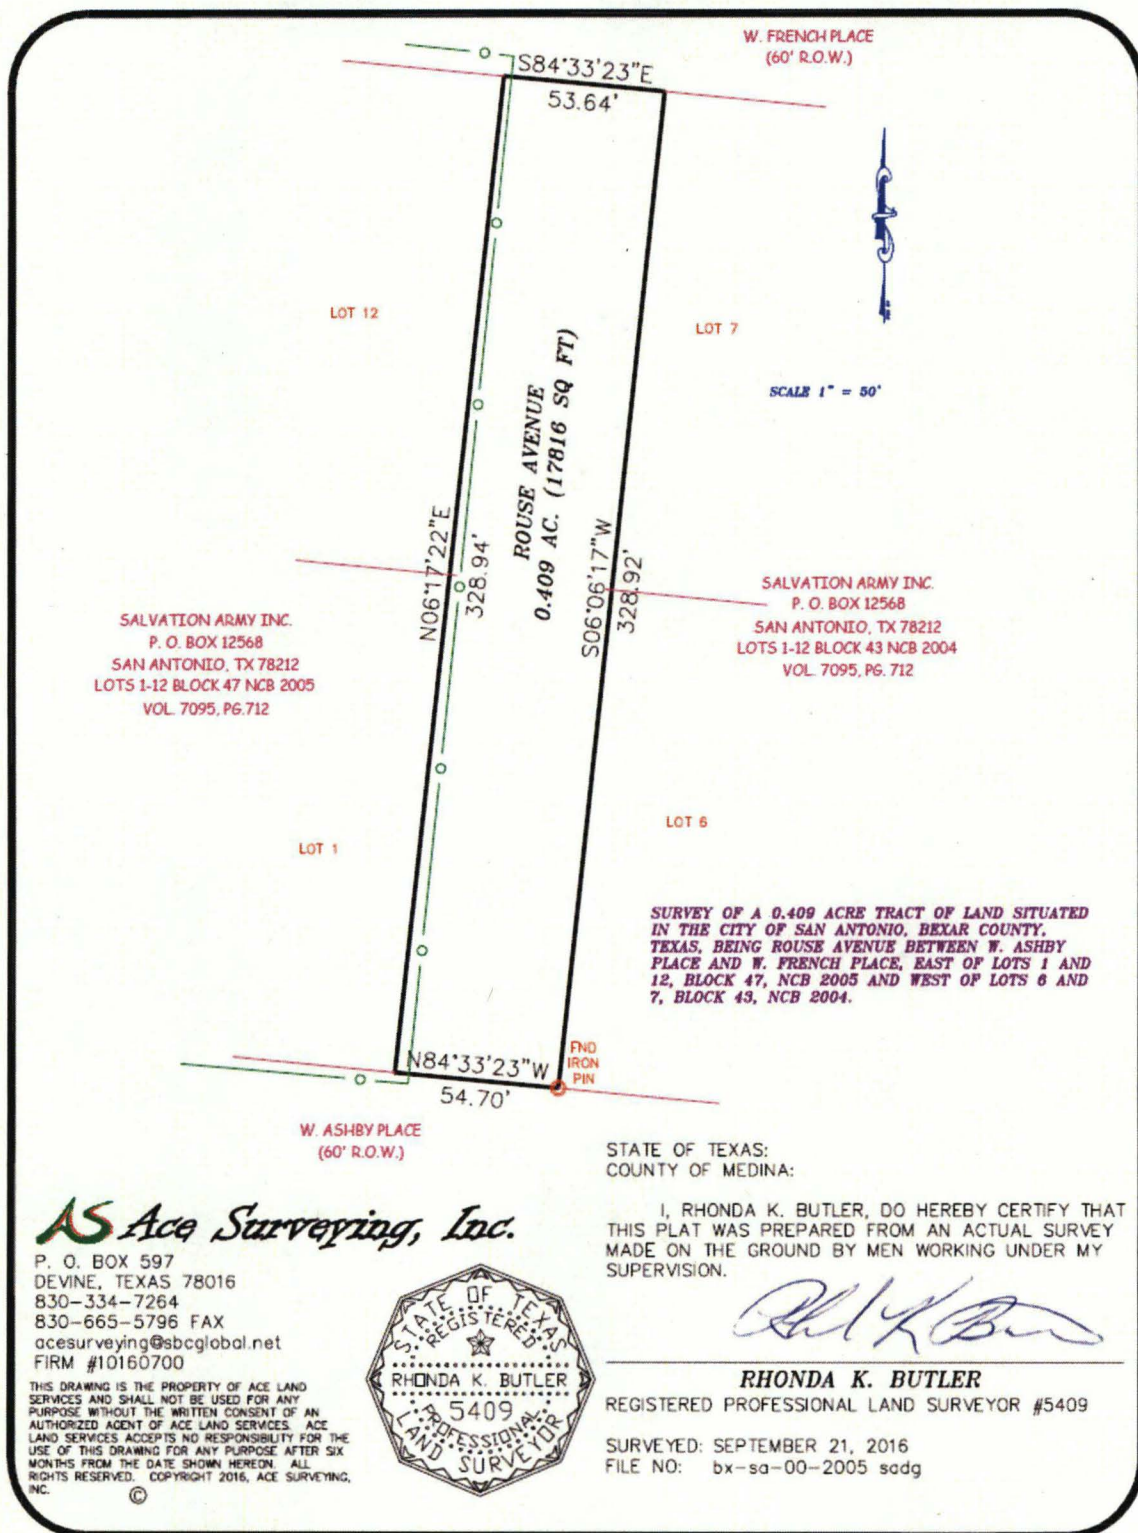 W. FRENCH PLACE
(60' R.O.W.)
S84°33'23"E
53.64'
LOT 12
LOT 7
SCALE 1" = 50'
ROUSE AVENUE
0.409 AC. (17816 SQ FT)
N06°17'22"E
328.94'
S06°06'17"W
328.92'
SALVATION ARMY INC.
P. O. BOX 12568
SAN ANTONIO, TX 78212
LOTS 1-12 BLOCK 47 NCB 2005
VOL. 7095, PG.712
SALVATION ARMY INC.
P. O. BOX 12568
SAN ANTONIO, TX 78212
LOTS 1-12 BLOCK 43 NCB 2004
VOL. 7095, PG. 712
LOT 1
LOT 6
SURVEY OF A 0.409 ACRE TRACT OF LAND SITUATED
IN THE CITY OF SAN ANTONIO, BEXAR COUNTY,
TEXAS, BEING ROUSE AVENUE BETWEEN W. ASHBY
PLACE AND W. FRENCH PLACE, EAST OF LOTS 1 AND
12, BLOCK 47, NCB 2005 AND WEST OF LOTS 6 AND
7, BLOCK 43, NCB 2004.
N84°33'23"W
54.70'
FND
IRON
PIN
W. ASHBY PLACE
(60' R.O.W.)
STATE OF TEXAS:
COUNTY OF MEDINA:
I, RHONDA K. BUTLER, DO HEREBY CERTIFY THAT
THIS PLAT WAS PREPARED FROM AN ACTUAL SURVEY
MADE ON THE GROUND BY MEN WORKING UNDER MY
SUPERVISION.
RHONDA K. BUTLER
REGISTERED PROFESSIONAL LAND SURVEYOR #5409
SURVEYED: SEPTEMBER 21, 2016
FILE NO: bx-sa-00-2005 sadg
AS Ace Surveying, Inc.
P. O. BOX 597
DEVINE, TEXAS 78016
830-334-7264
830-665-5796 FAX
acesurveying@sbcglobal.net
FIRM #10160700
THIS DRAWING IS THE PROPERTY OF ACE LAND
SERVICES AND SHALL NOT BE USED FOR ANY
PURPOSE WITHOUT THE WRITTEN CONSENT OF AN
AUTHORIZED AGENT OF ACE LAND SERVICES. ACE
LAND SERVICES ACCEPTS NO RESPONSIBILITY FOR THE
USE OF THIS DRAWING FOR ANY PURPOSE AFTER SIX
MONTHS FROM THE DATE SHOWN HEREON. ALL
RIGHTS RESERVED. COPYRIGHT 2016, ACE SURVEYING,
INC.
©
STATE OF TEXAS
REGISTERED
RHONDA K. BUTLER
5409
PROFESSIONAL
LAND SURVEYOR